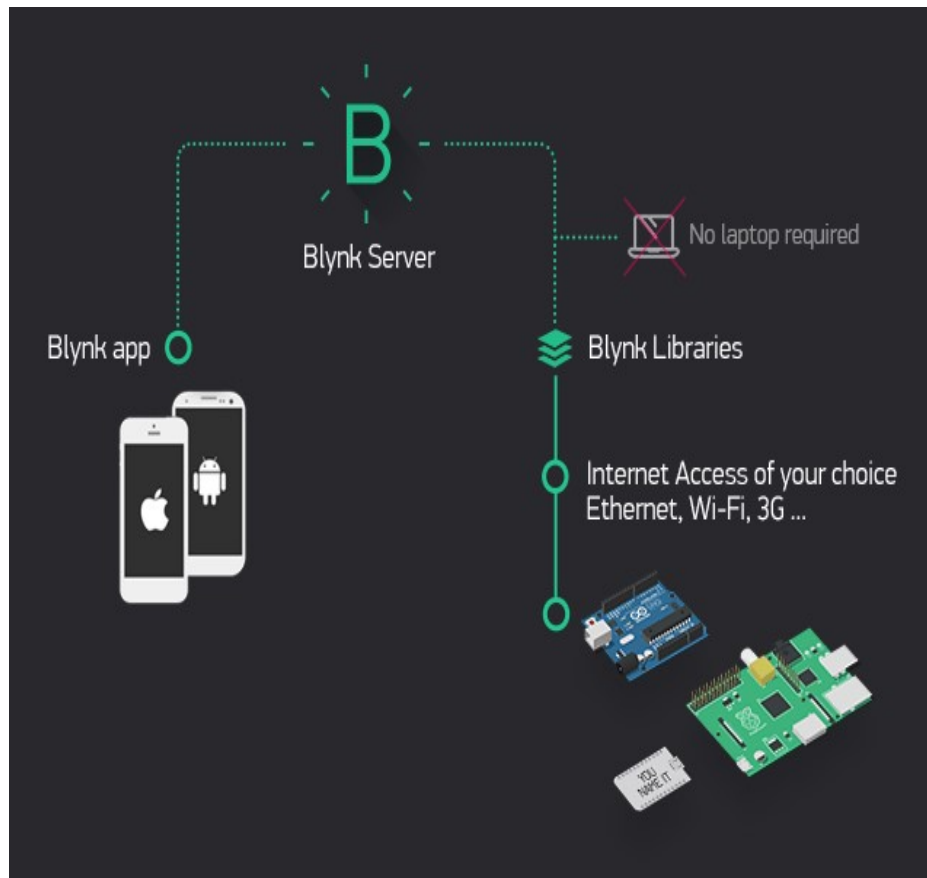 B
Blynk Server
No laptop required
Blynk app
Blynk Libraries
Internet Access of your choice
Ethernet, Wi-Fi, 3G ...
UNO
YOU
NAME IT